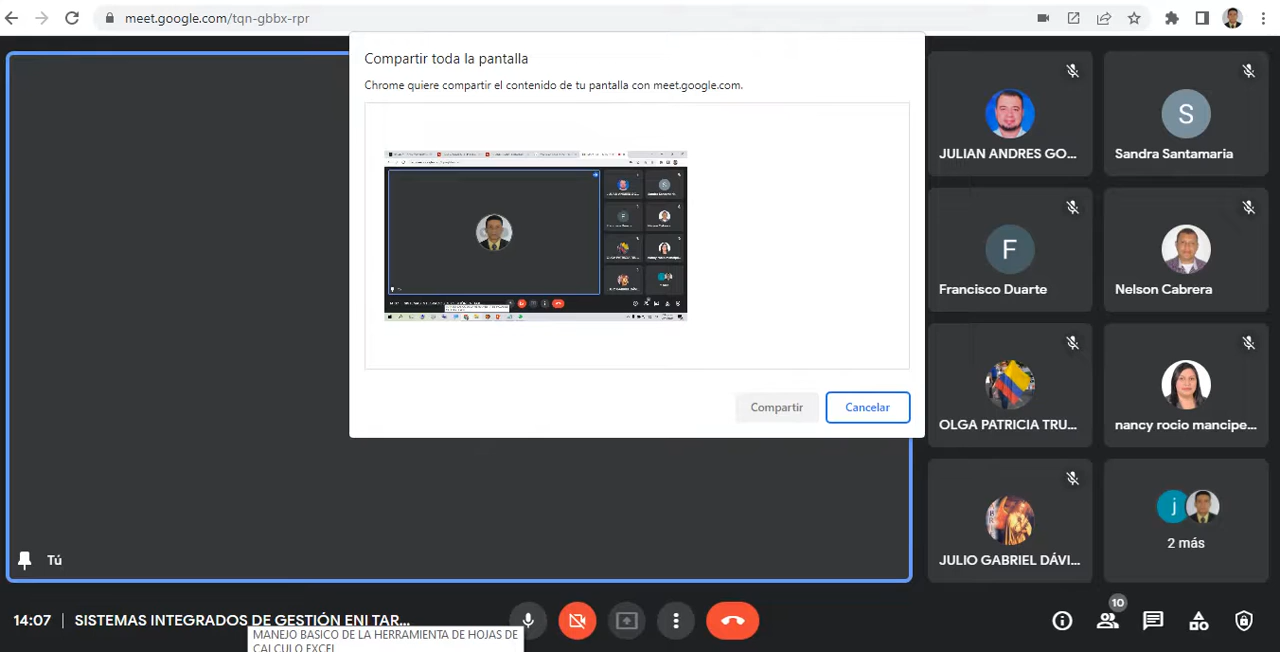 meet.google.com/tqn-gbbx-rpr
Compartir toda la pantalla
Chrome quiere compartir el contenido de tu pantalla con meet.google.com.
Compartir
Cancelar
JULIAN ANDRES GO...
S
Sandra Santamaria
F
Francisco Duarte
Nelson Cabrera
OLGA PATRICIA TRU...
nancy rocio mancipe...
JULIO GABRIEL DÁVI...
j
2 más
Tú
14:07 | SISTEMAS INTEGRADOS DE GESTIÓN ENI TAR...
10
MANEJO BASICO DE LA HERRAMIENTA DE HOJAS DE
CALCULO EXCEL